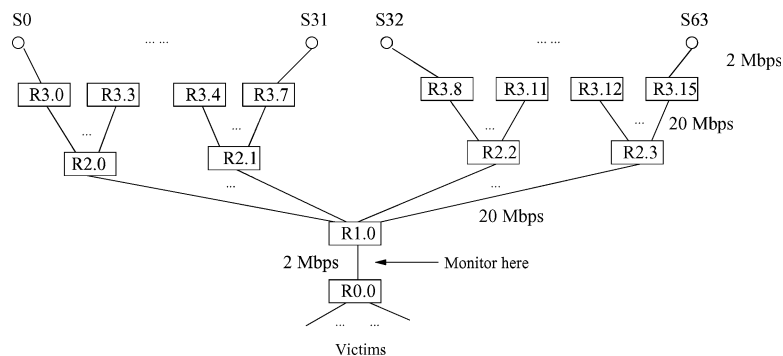 S0 S31 S32 S63
... ... ... ...
2 Mbps
R3.0 R3.3 R3.4 R3.7 R3.8 R3.11 R3.12 R3.15
... ... ... ... 20 Mbps
R2.0 R2.1 R2.2 R2.3
... ...
20 Mbps
R1.0
2 Mbps Monitor here
R0.0
... ...
Victims